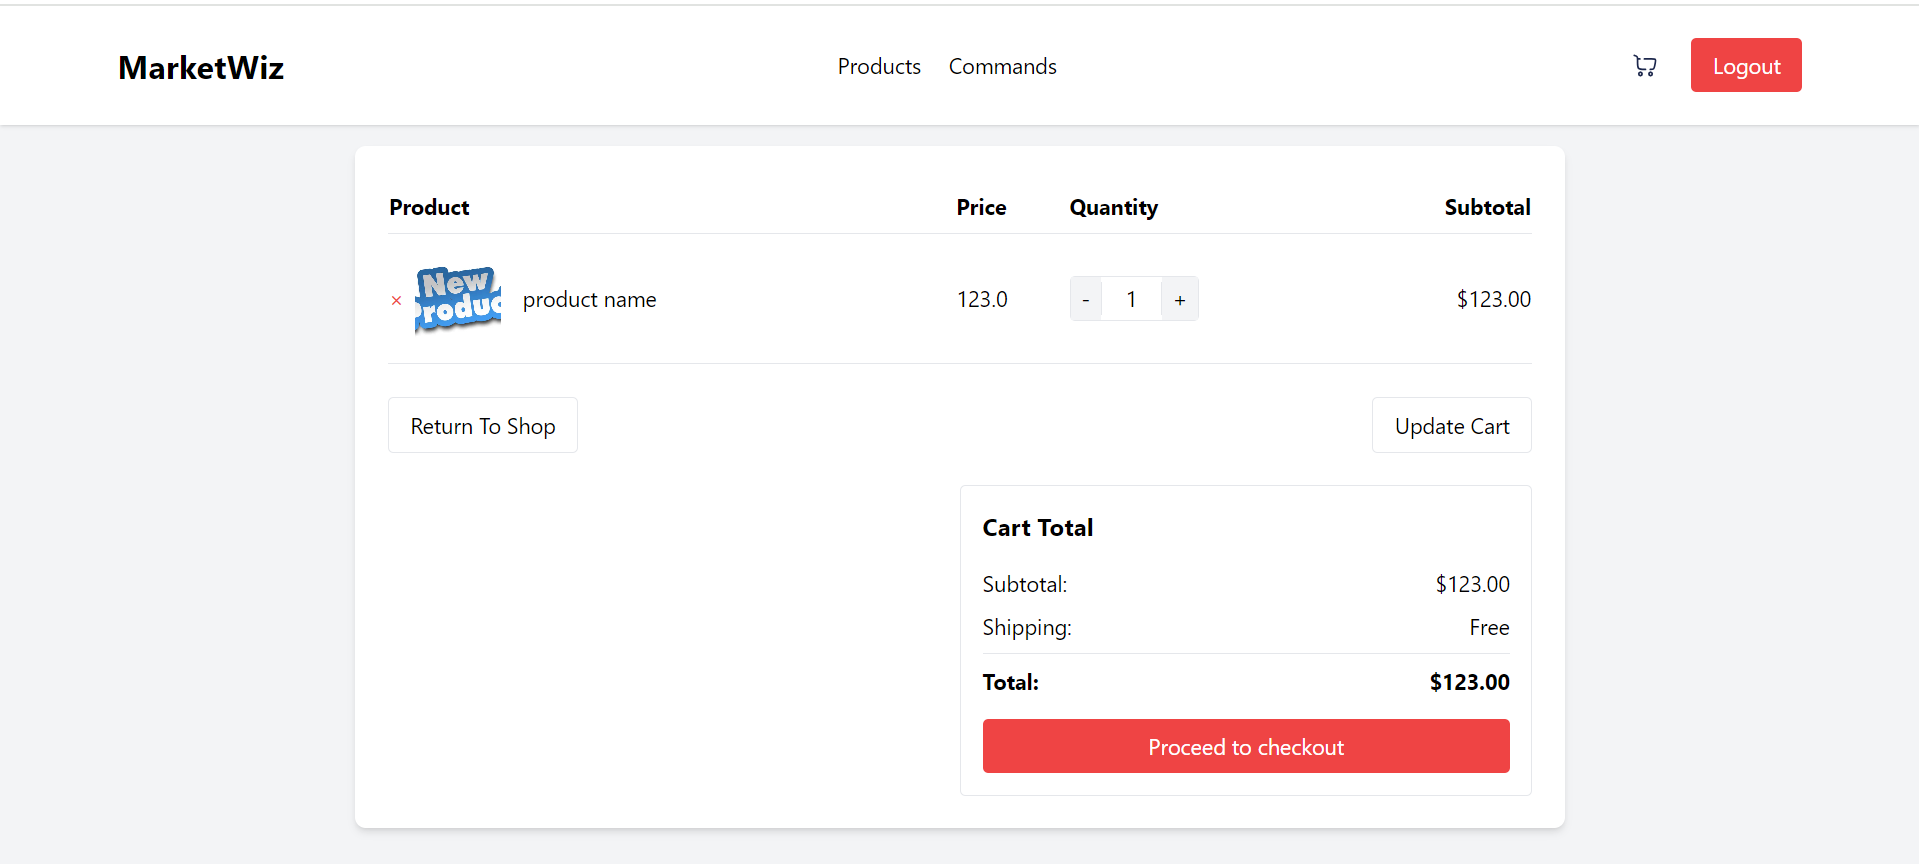 MarketWiz Products Commands Logout
Product Price Quantity Subtotal
× New Produc product name 123.0 - 1 + $123.00
Return To Shop Update Cart
Cart Total
Subtotal: $123.00
Shipping: Free
Total: $123.00
Proceed to checkout